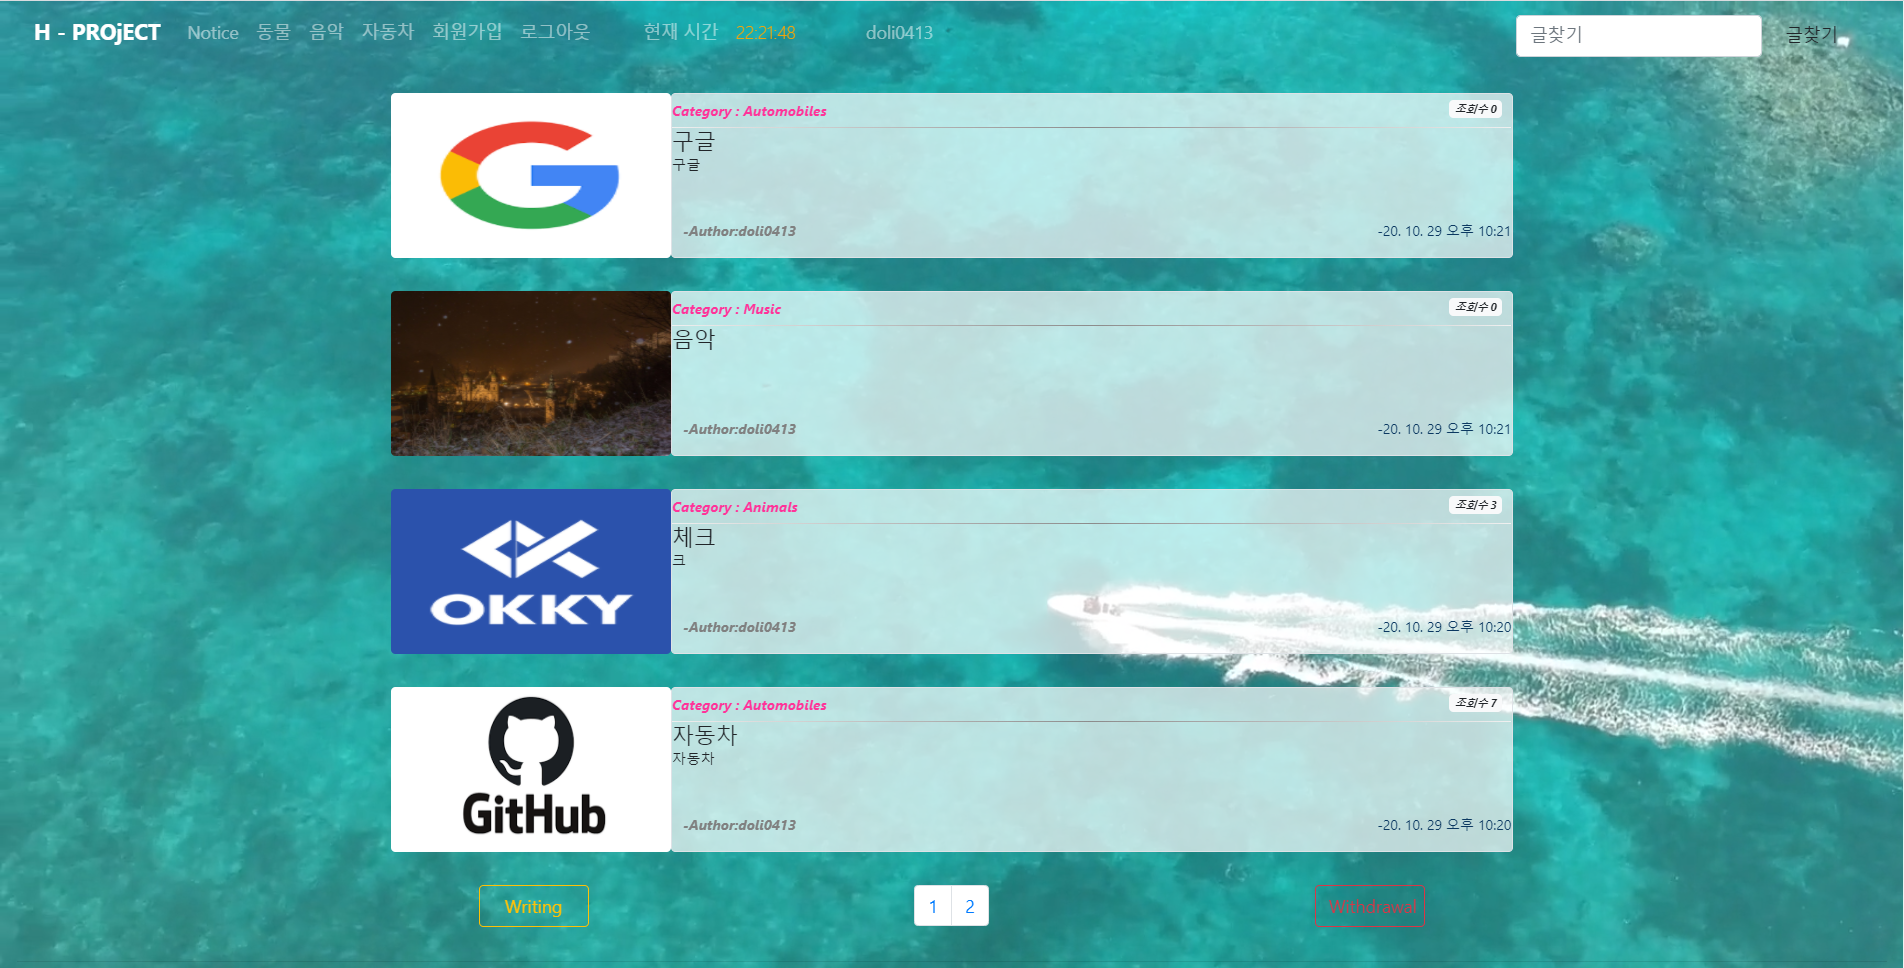 H - PROjECT Notice 동물 음악 자동차 회원가입 로그아웃 현재 시간 22:21:48 doli0413 글찾기 글찾기
Category : Automobiles 조회수 0
구글
구글
-Author:doli0413 -20. 10. 29 오후 10:21
Category : Music 조회수 0
음악
-Author:doli0413 -20. 10. 29 오후 10:21
OKKY
Category : Animals 조회수 3
체크
크
-Author:doli0413 -20. 10. 29 오후 10:20
GitHub
Category : Automobiles 조회수 7
자동차
자동차
-Author:doli0413 -20. 10. 29 오후 10:20
Writing 1 2 Withdrawal